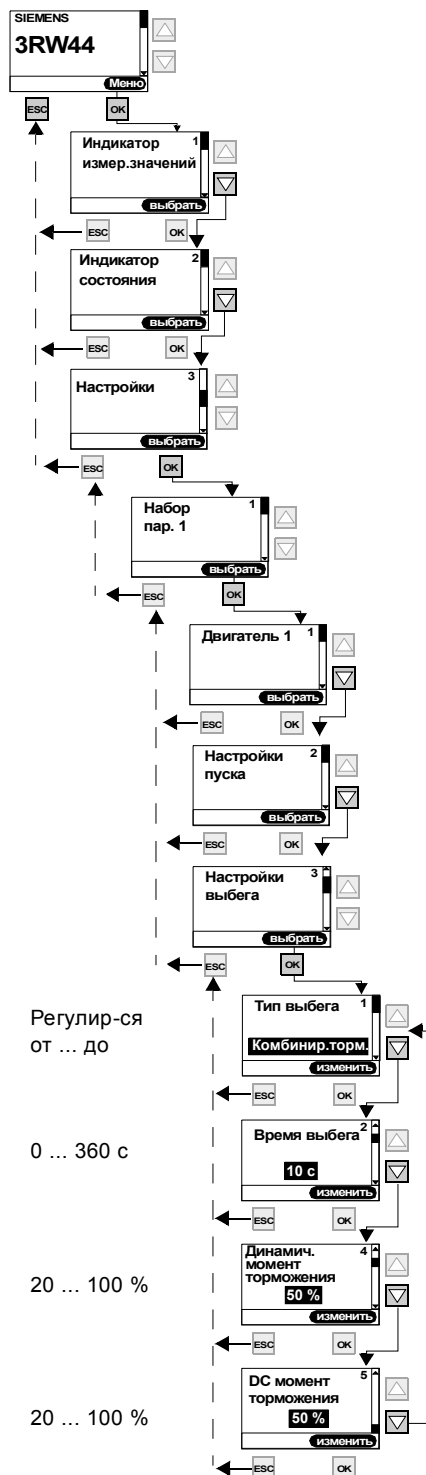 SIEMENS
3RW44
Меню
ESC OK
Индикатор 1
измер.значений
выбрать
ESC OK
Индикатор 2
состояния
выбрать
ESC OK
Настройки 3
выбрать
ESC OK
Набор 1
пар. 1
выбрать
ESC OK
Двигатель 1 1
выбрать
ESC OK
Настройки 2
пуска
выбрать
ESC OK
Настройки 3
выбега
выбрать
ESC OK
Регулир-ся
от ... до
Тип выбега 1
Комбинир.торм.
изменить
ESC OK
0 ... 360 с
Время выбега 2
10 с
изменить
ESC OK
20 ... 100 %
Динамич. 4
момент
торможения
50 %
изменить
ESC OK
20 ... 100 %
DC момент 5
торможения
50 %
изменить
ESC OK